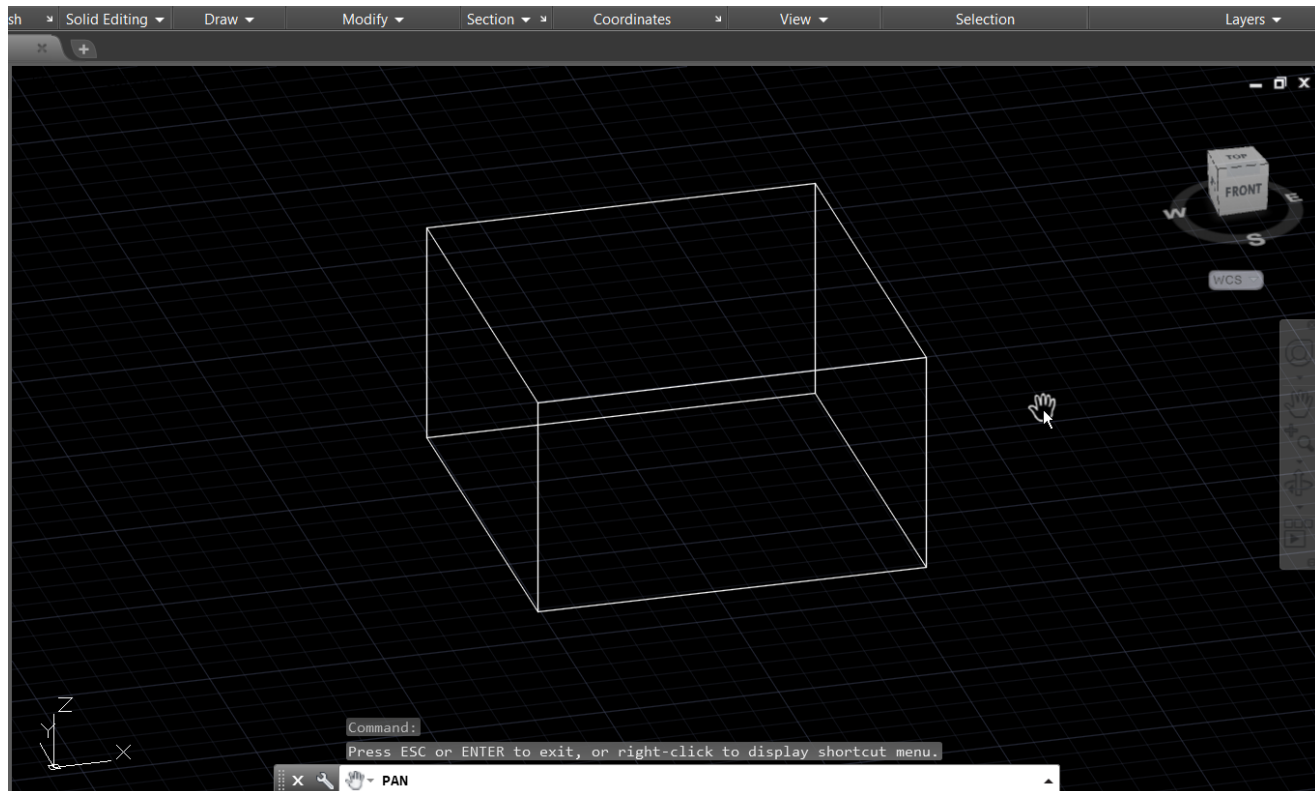 sh Solid Editing Draw Modify Section Coordinates View Selection Layers
TOP
FRONT
W
E
S
WCS
Z
Y
X
Command:
Press ESC or ENTER to exit, or right-click to display shortcut menu.
PAN